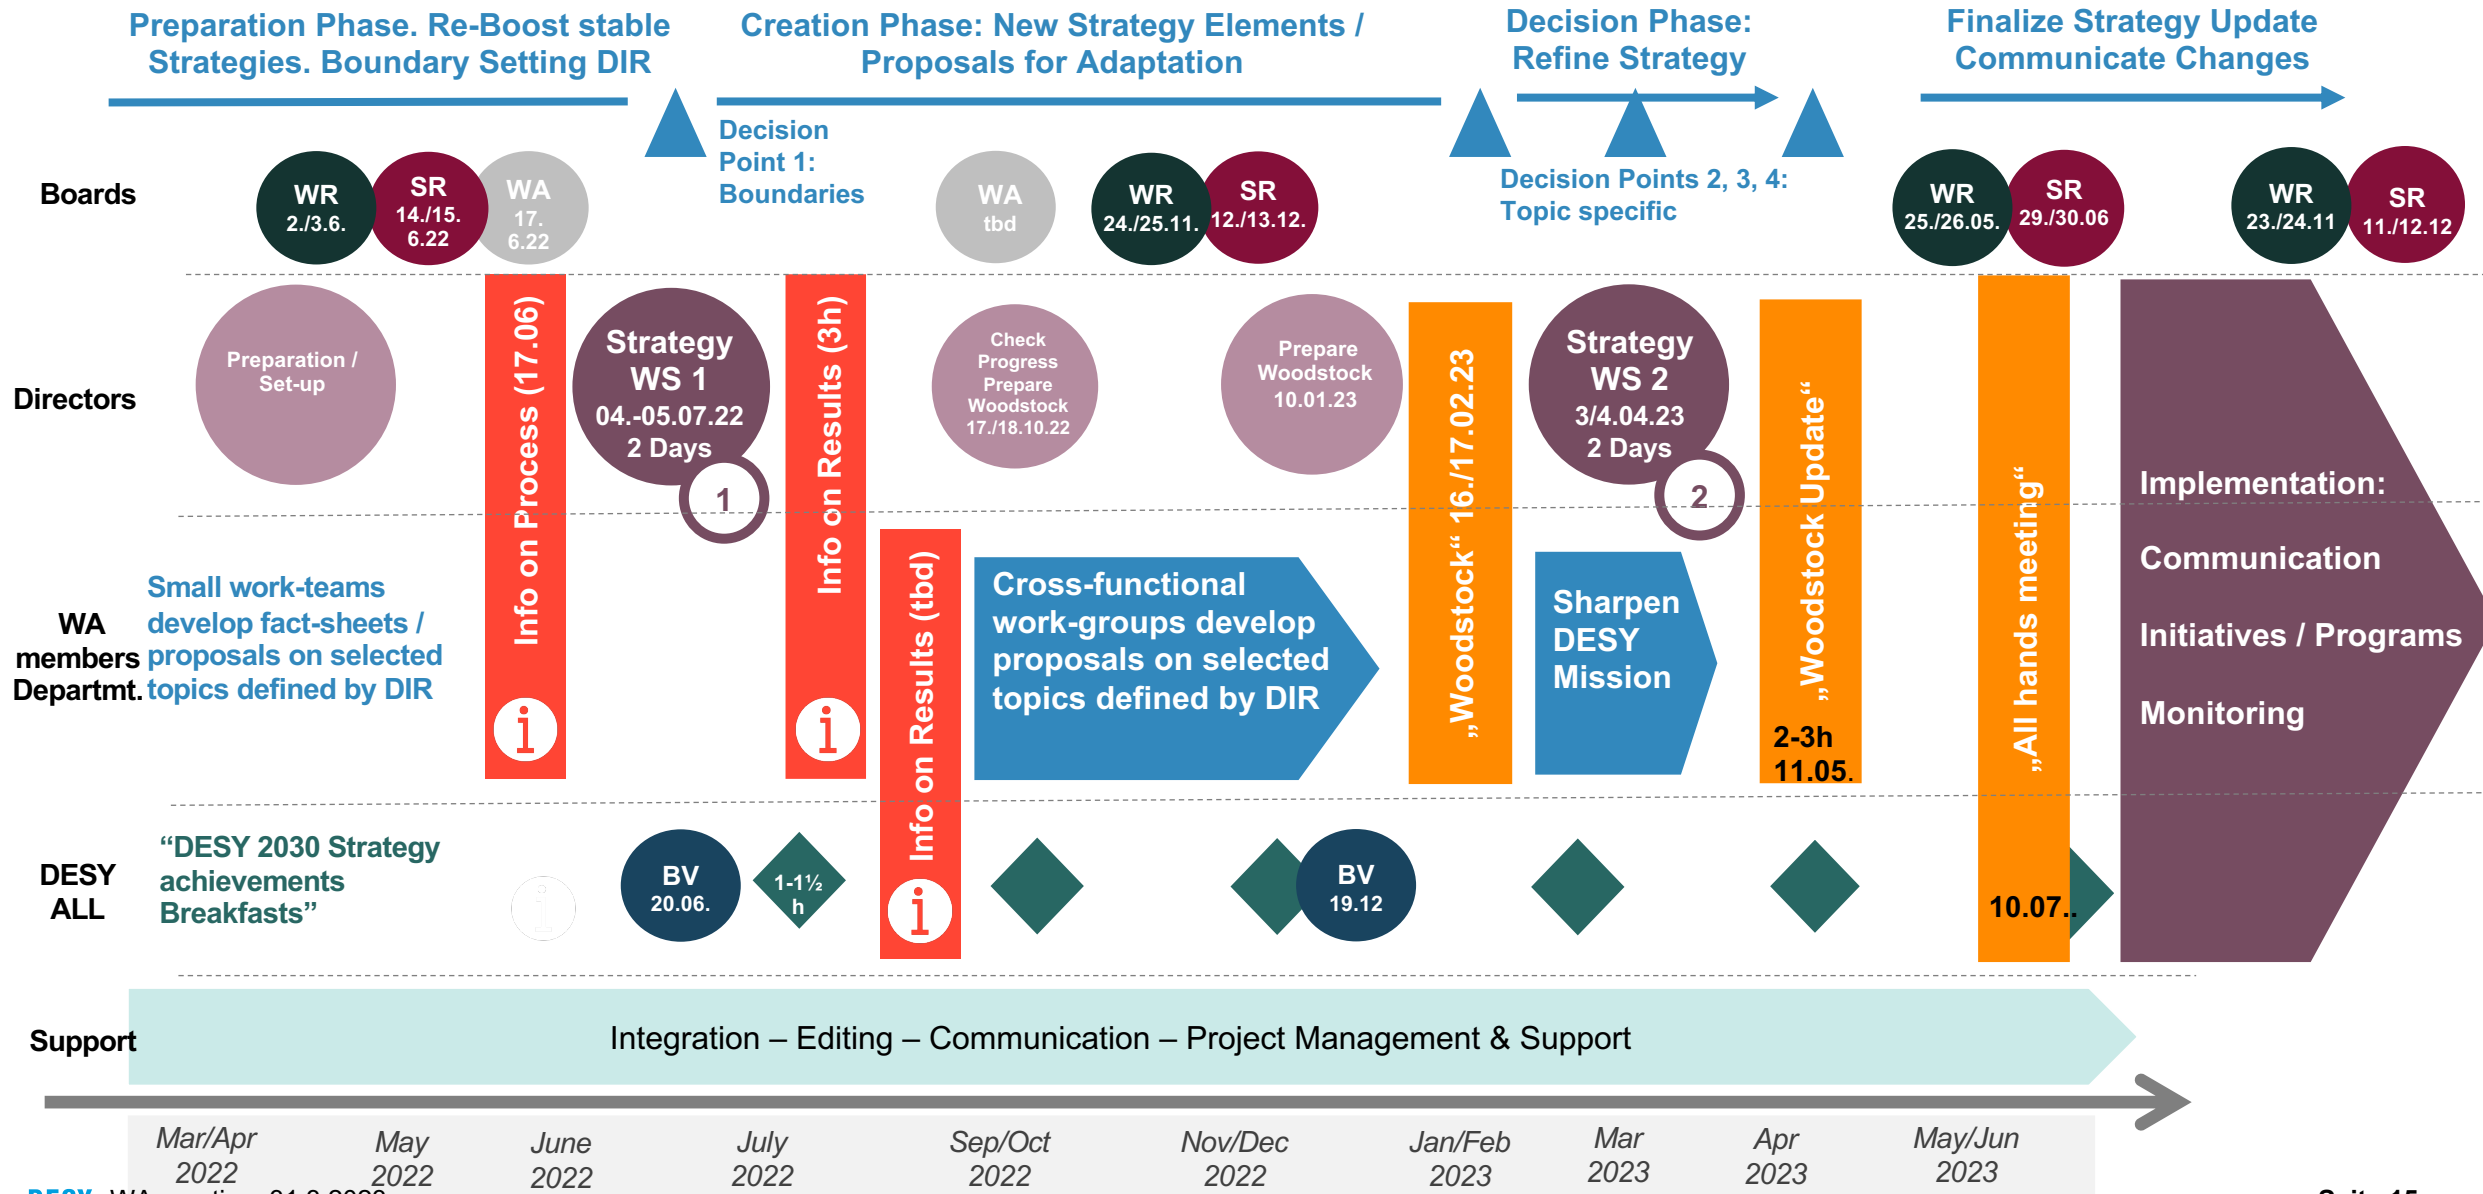 Preparation Phase. Re-Boost stable
Strategies. Boundary Setting DIR
Creation Phase: New Strategy Elements /
Proposals for Adaptation
Decision Phase:
Refine Strategy
Finalize Strategy Update
Communicate Changes
Decision
Point 1:
Boundaries
Decision Points 2, 3, 4:
Topic specific
Boards
WR
2./3.6.
SR
14./15.
6.22
WA
17.
6.22
WA
tbd
WR
24./25.11.
SR
12./13.12.
WR
25./26.05.
SR
29./30.06
WR
23./24.11
SR
11./12.12
Directors
Preparation /
Set-up
Info on Process (17.06)
i
Strategy
WS 1
04.-05.07.22
2 Days
1
Info on Results (3h)
i
Check
Progress
Prepare
Woodstock
17./18.10.22
Prepare
Woodstock
10.01.23
„Woodstock“ 16./17.02.23
Strategy
WS 2
3/4.04.23
2 Days
2
„Woodstock Update“
2-3h
11.05.
„All hands meeting“
10.07..
Implementation:
Communication
Initiatives / Programs
Monitoring
WA
members
Departmt.
Small work-teams
develop fact-sheets /
proposals on selected
topics defined by DIR
Info on Results (tbd)
i
Cross-functional
work-groups develop
proposals on selected
topics defined by DIR
Sharpen
DESY
Mission
DESY
ALL
“DESY 2030 Strategy
achievements
Breakfasts”
i
BV
20.06.
1-1½
h
BV
19.12
Support
Integration – Editing – Communication – Project Management & Support
Mar/Apr
2022
May
2022
June
2022
July
2022
Sep/Oct
2022
Nov/Dec
2022
Jan/Feb
2023
Mar
2023
Apr
2023
May/Jun
2023